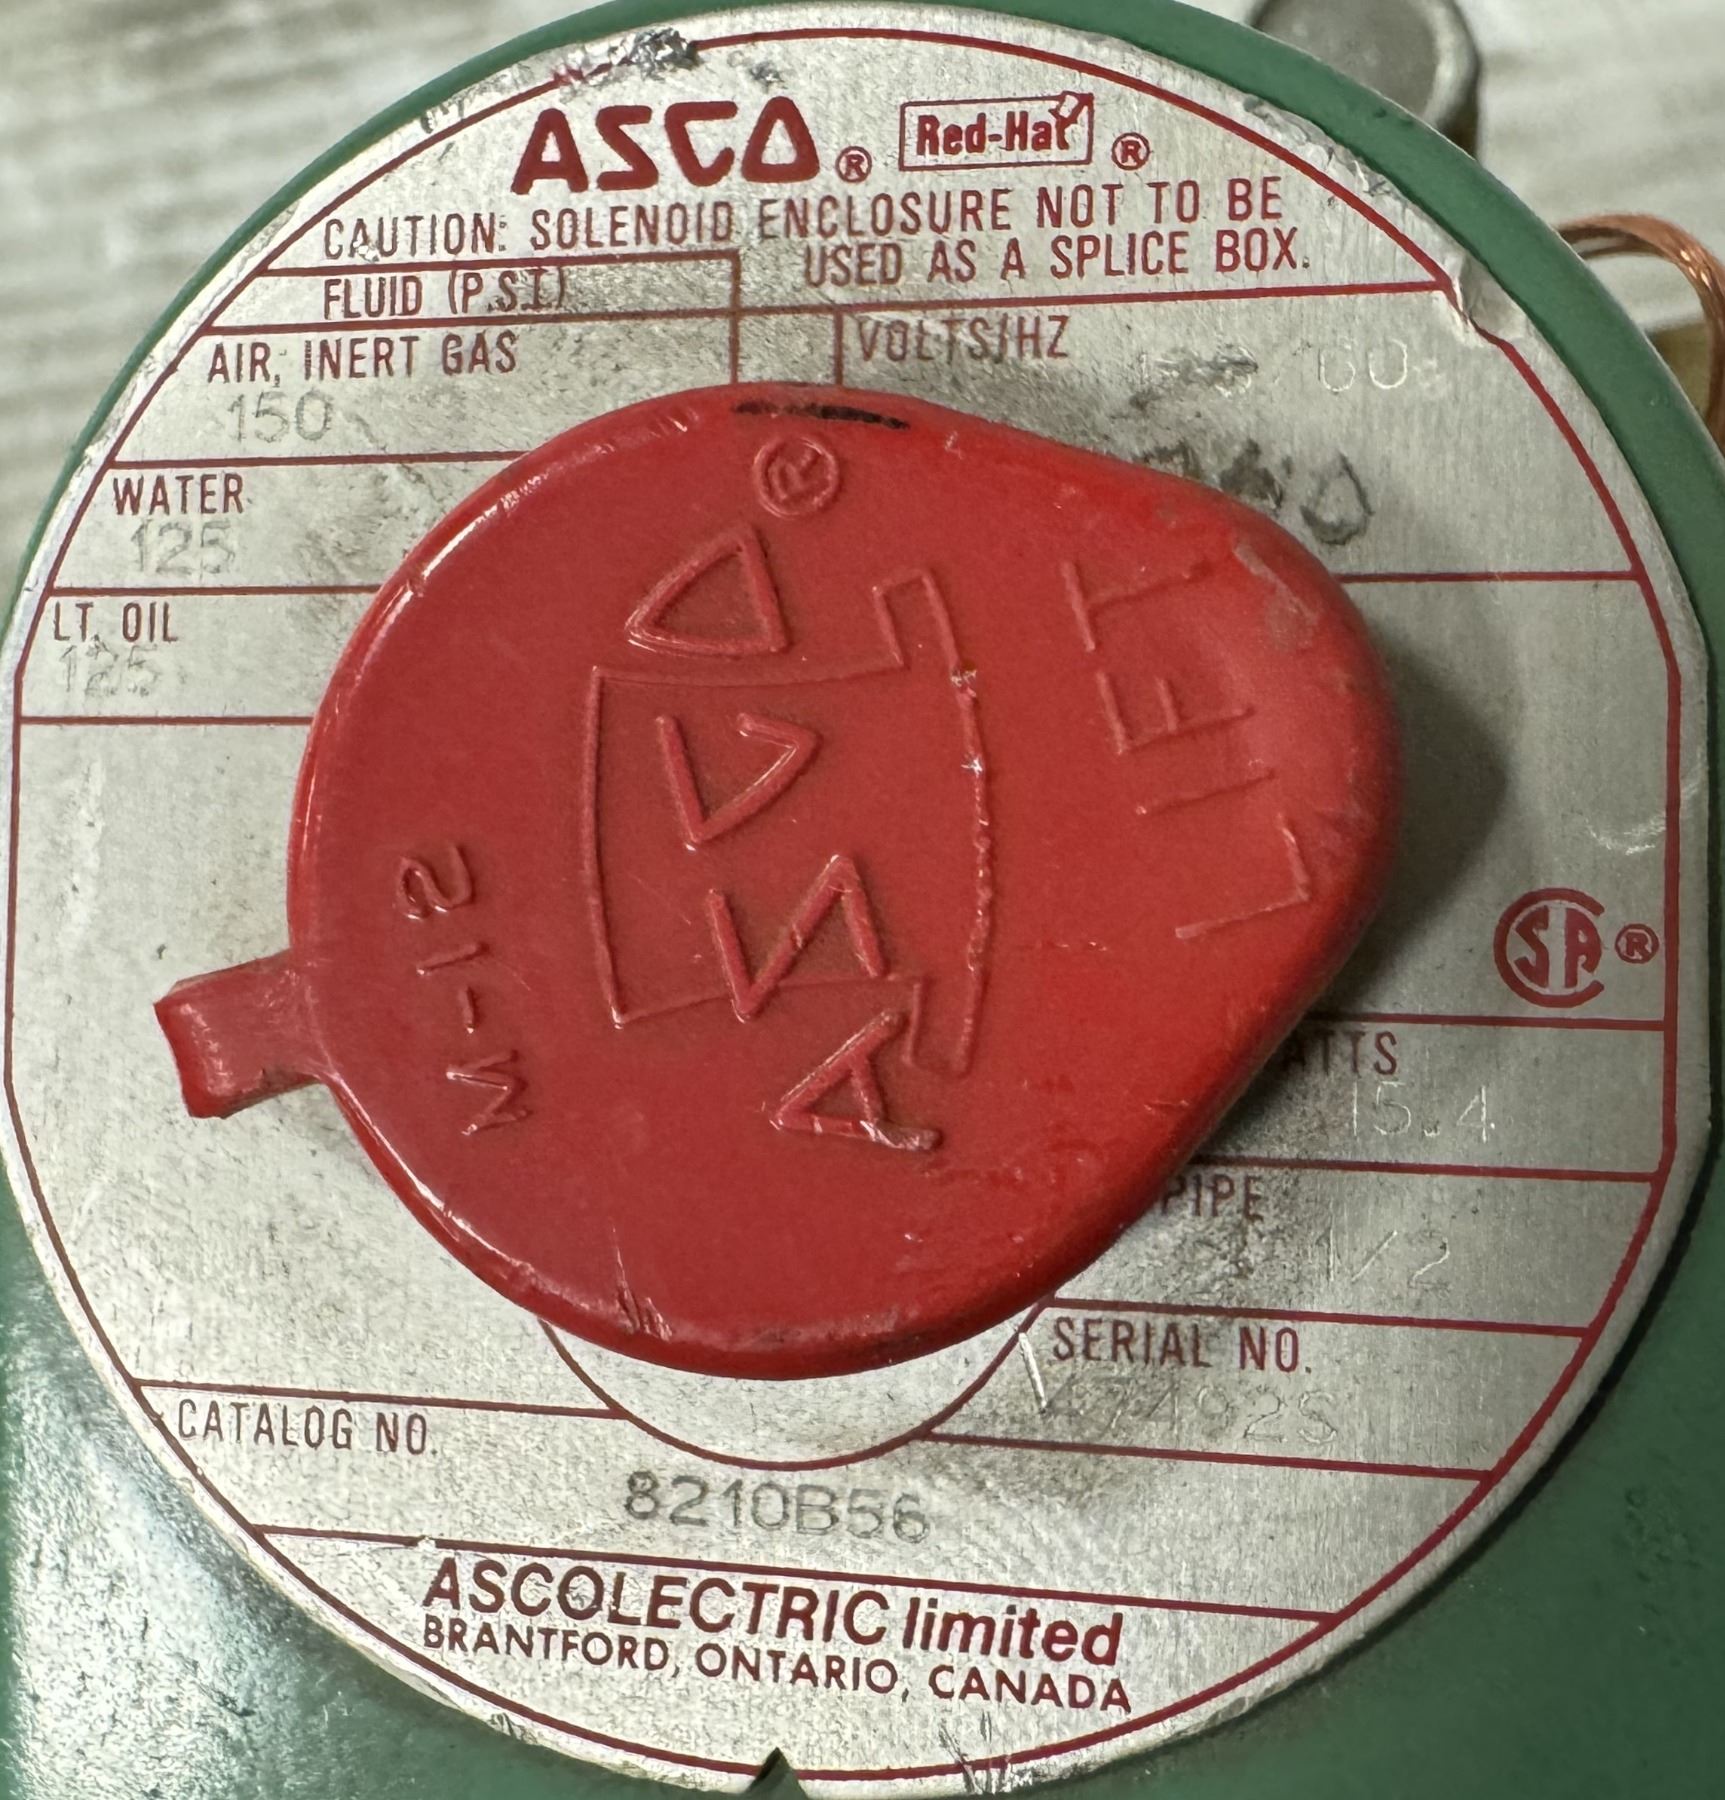 ASCO® Red-Hat®
CAUTION: SOLENOID ENCLOSURE NOT TO BE
USED AS A SPLICE BOX.
FLUID (P.S.I.)
AIR, INERT GAS
150
VOLTS/HZ
60
WATER
125
LT. OIL
125
ASCO®
LIFT
M-12
SA®
15.4
PIPE
1/2
SERIAL NO.
CATALOG NO.
8210B56
ASCOLECTRIC limited
BRANTFORD, ONTARIO, CANADA